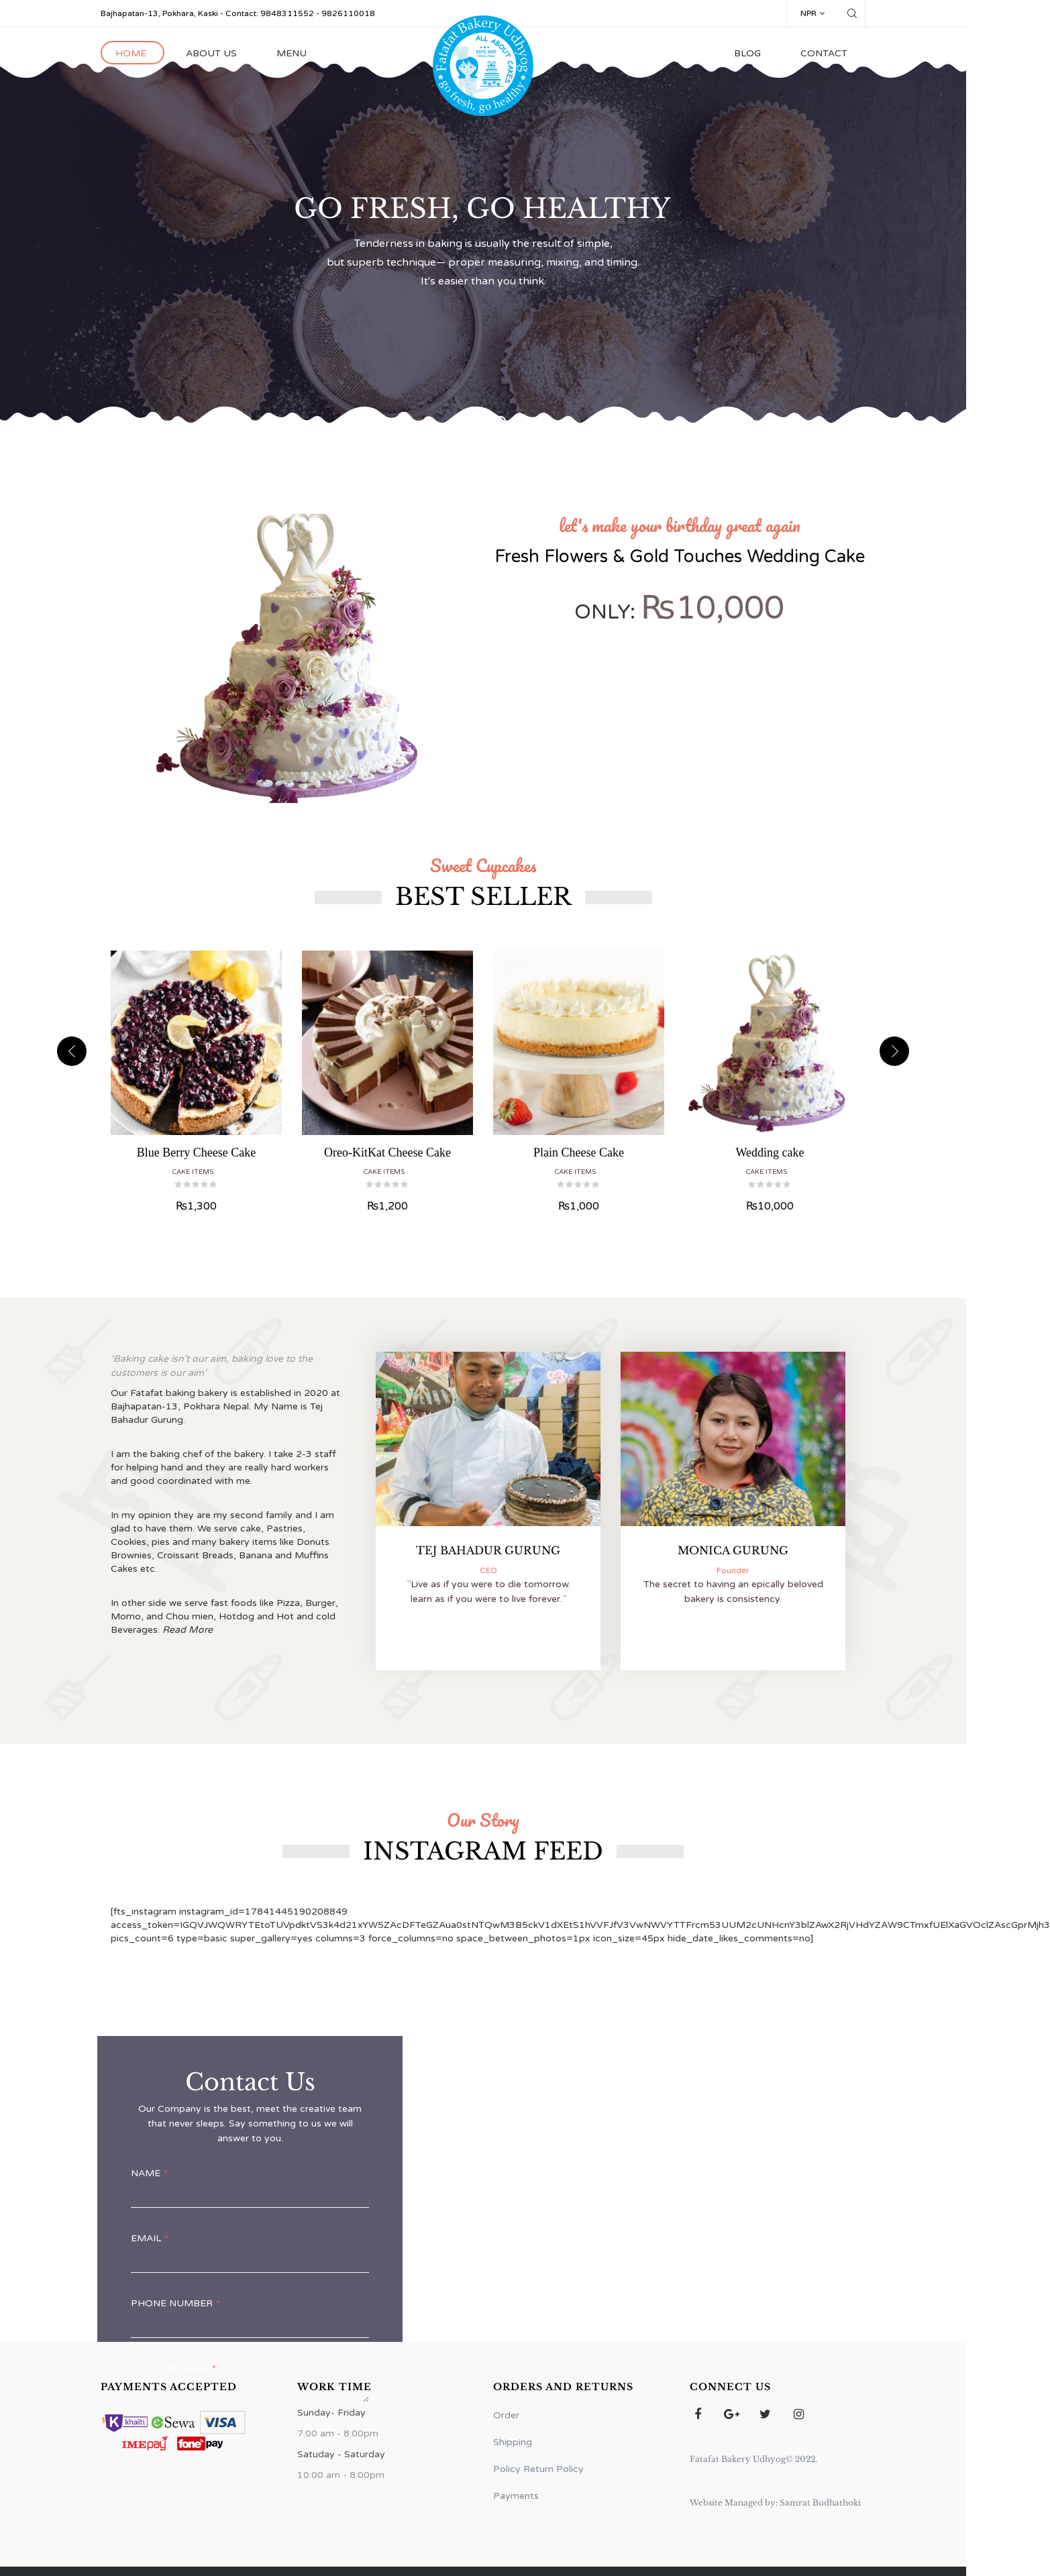 Bajhapatan-13, Pokhara, Kaski - Contact: 9848311552 - 9826110018
NPR
HOME
ABOUT US
MENU
Fatafat Bakery Udhyog
ESTD 2020
ALL ABOUT CAKES
go fresh, go healthy
BLOG
CONTACT
GO FRESH, GO HEALTHY
Tenderness in baking is usually the result of simple,
but superb technique— proper measuring, mixing, and timing.
It's easier than you think.
let's make your birthday great again
Fresh Flowers & Gold Touches Wedding Cake
ONLY: ₨10,000
Sweet Cupcakes
BEST SELLER
Blue Berry Cheese Cake
CAKE ITEMS
₨1,300
Oreo-KitKat Cheese Cake
CAKE ITEMS
₨1,200
Plain Cheese Cake
CAKE ITEMS
₨1,000
Wedding cake
CAKE ITEMS
₨10,000
'Baking cake isn't our aim, baking love to the
customers is our aim'
Our Fatafat baking bakery is established in 2020 at
Bajhapatan-13, Pokhara Nepal. My Name is Tej
Bahadur Gurung.
I am the baking chef of the bakery. I take 2-3 staff
for helping hand and they are really hard workers
and good coordinated with me.
In my opinion they are my second family and I am
glad to have them. We serve cake, Pastries,
Cookies, pies and many bakery items like Donuts
Brownies, Croissant Breads, Banana and Muffins
Cakes etc.
In other side we serve fast foods like Pizza, Burger,
Momo, and Chou mien, Hotdog and Hot and cold
Beverages. Read More
TEJ BAHADUR GURUNG
CEO
"Live as if you were to die tomorrow.
learn as if you were to live forever."
MONICA GURUNG
Founder
The secret to having an epically beloved
bakery is consistency.
Our Story
INSTAGRAM FEED
[fts_instagram instagram_id=17841445190208849
pics_count=6 type=basic super_gallery=yes columns=3 force_columns=no space_between_photos=1px icon_size=45px hide_date_likes_comments=no]
Contact Us
Our Company is the best, meet the creative team
that never sleeps. Say something to us we will
answer to you.
NAME *
EMAIL *
PHONE NUMBER *
*
PAYMENTS ACCEPTED
khalti
eSewa
VISA
IME pay
fonepay
WORK TIME
Sunday- Friday
7:00 am - 8:00pm
Satuday - Saturday
10:00 am - 8:00pm
ORDERS AND RETURNS
Order
Shipping
Policy Return Policy
Payments
CONNECT US
Fatafat Bakery Udhyog© 2022.
Website Managed by: Samrat Budhathoki